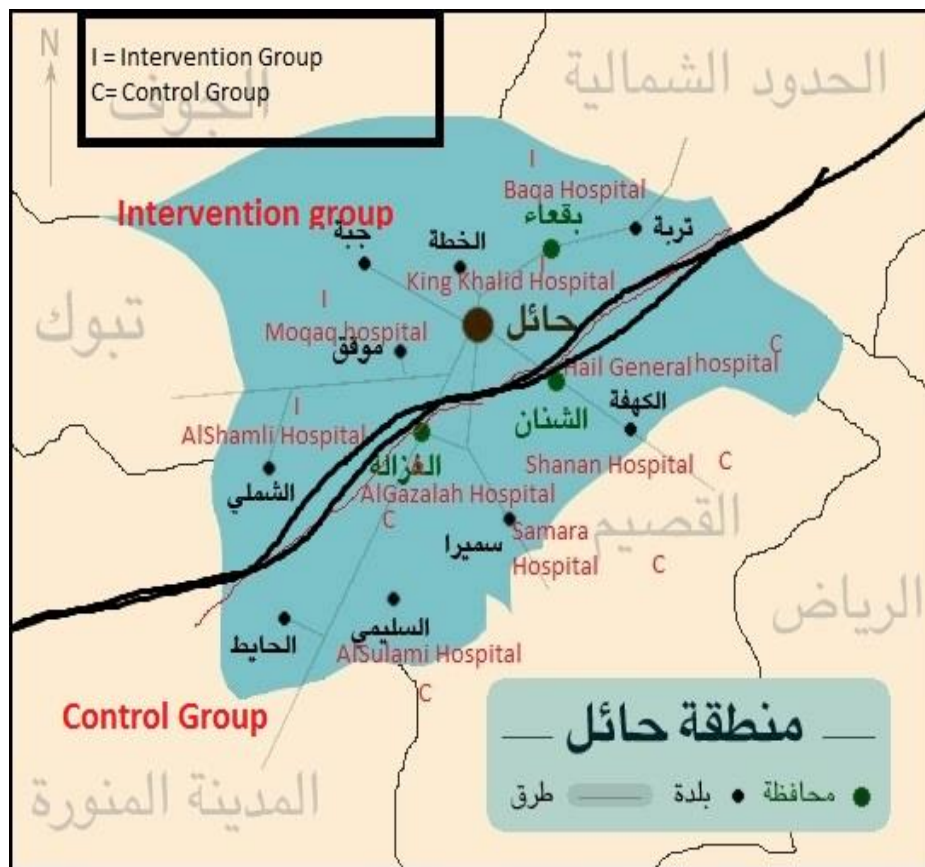 I = Intervention Group
C= Control Group
N
الجوف
الحدود الشمالية
I
Baqa Hospital
Intervention group
بقعاء
تربة
جبة
الخطة
I
King Khalid Hospital
تبوك
I
حائل
Moqaq hospital
موقق
C
Hail General hospital
الكهفة
الشنان
I
AlShamli Hospital
الغزالة
Shanan Hospital C
الشملي
AlGazalah Hospital
القصيم
C
سميرا
Samara
Hospital C
الرياض
الحايط
السليمي
AlSulami Hospital
C
Control Group
المدينة المنورة
منطقة حائل
محافظة
بلدة
طرق